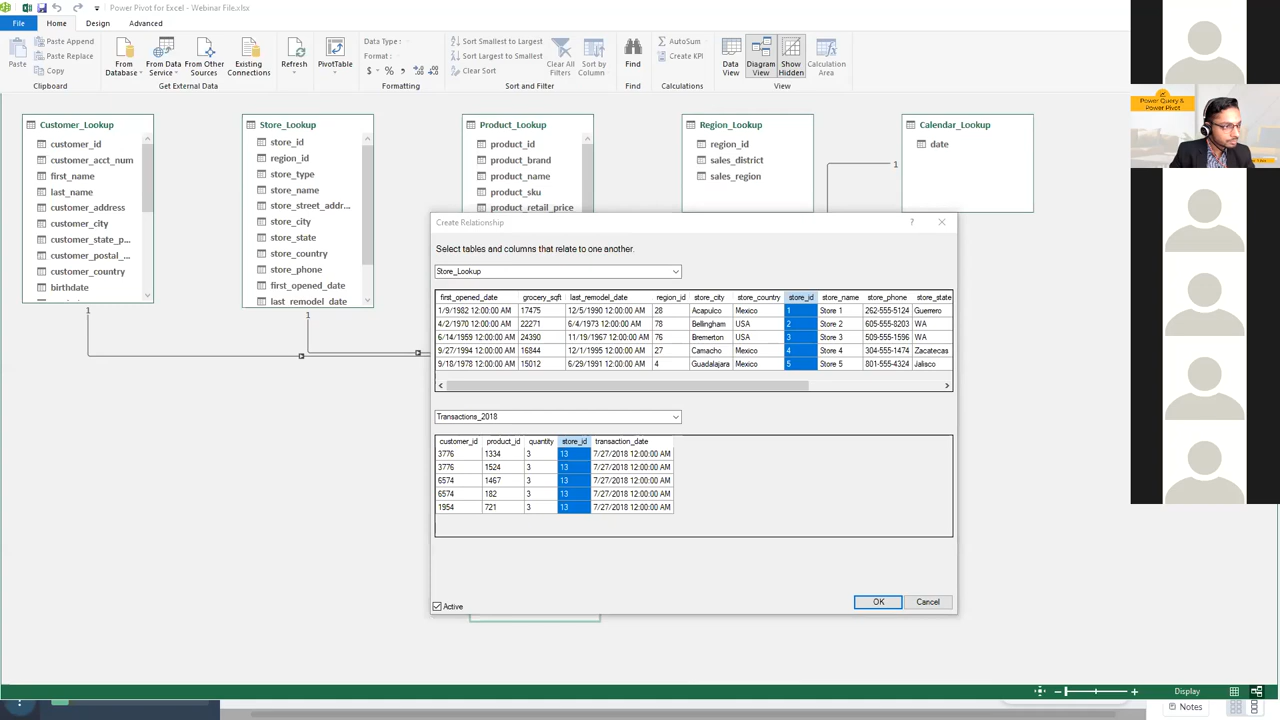 Power Pivot for Excel - Webinar File.xlsx
File
Home
Design
Advanced
Paste
Paste Append
Paste Replace
Copy
Clipboard
From Database
From Data Service
From Other Sources
Existing Connections
Get External Data
Refresh
PivotTable
Data Type :
Format :
$ % ,
Formatting
Sort Smallest to Largest
Sort Largest to Smallest
Clear Sort
Clear All Filters
Sort by Column
Sort and Filter
Find
Find
AutoSum
Create KPI
Calculations
Data View
Diagram View
Show Hidden
Calculation Area
View
Power Query & Power Pivot
Customer_Lookup
customer_id
customer_acct_num
first_name
last_name
customer_address
customer_city
customer_state_p...
customer_postal_...
customer_country
birthdate
1
Store_Lookup
store_id
region_id
store_type
store_name
store_street_addr...
store_city
store_state
store_country
store_phone
first_opened_date
last_remodel_date
1
Product_Lookup
product_id
product_brand
product_name
product_sku
product_retail_price
Region_Lookup
region_id
sales_district
sales_region
Calendar_Lookup
date
1
Create Relationship
?
Select tables and columns that relate to one another.
Store_Lookup
first_opened_date grocery_sqft last_remodel_date region_id store_city store_country store_id store_name store_phone store_state
1/9/1982 12:00:00 AM 17475 12/5/1990 12:00:00 AM 28 Acapulco Mexico 1 Store 1 262-555-5124 Guerrero
4/2/1970 12:00:00 AM 22271 6/4/1973 12:00:00 AM 78 Bellingham USA 2 Store 2 605-555-8203 WA
6/14/1959 12:00:00 AM 24390 11/19/1967 12:00:00 AM 76 Bremerton USA 3 Store 3 509-555-1596 WA
9/27/1994 12:00:00 AM 16844 12/1/1995 12:00:00 AM 27 Camacho Mexico 4 Store 4 304-555-1474 Zacatecas
9/18/1978 12:00:00 AM 15012 6/29/1991 12:00:00 AM 4 Guadalajara Mexico 5 Store 5 801-555-4324 Jalisco
Transactions_2018
customer_id product_id quantity store_id transaction_date
3776 1334 3 13 7/27/2018 12:00:00 AM
3776 1524 3 13 7/27/2018 12:00:00 AM
6574 1467 3 13 7/27/2018 12:00:00 AM
6574 182 3 13 7/27/2018 12:00:00 AM
1954 721 3 13 7/27/2018 12:00:00 AM
Active
OK
Cancel
Display
Notes